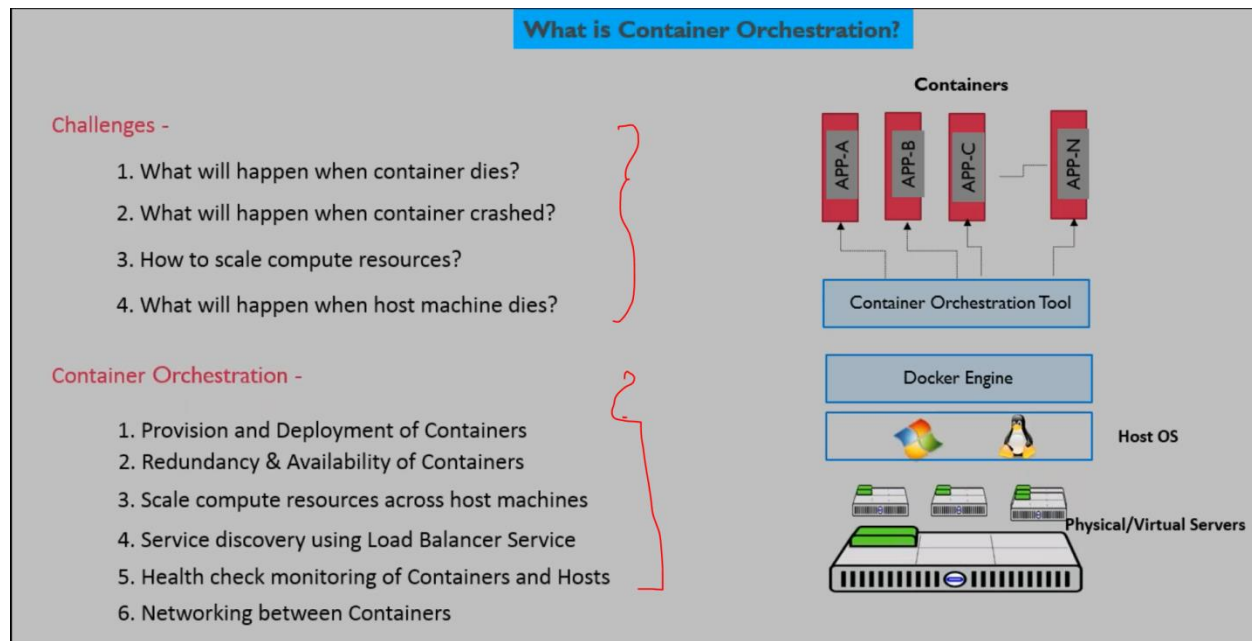 What is Container Orchestration?
Challenges -
1. What will happen when container dies?
2. What will happen when container crashed?
3. How to scale compute resources?
4. What will happen when host machine dies?
Container Orchestration -
1. Provision and Deployment of Containers
2. Redundancy & Availability of Containers
3. Scale compute resources across host machines
4. Service discovery using Load Balancer Service
5. Health check monitoring of Containers and Hosts
6. Networking between Containers
Containers
APP-A
APP-B
APP-C
APP-N
Container Orchestration Tool
Docker Engine
Host OS
Physical/Virtual Servers